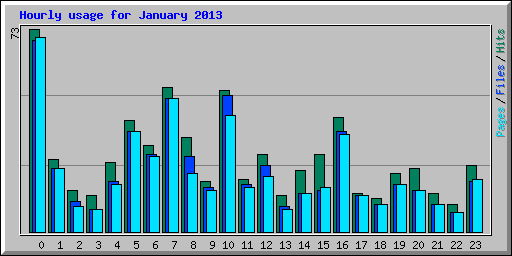 Hourly usage for January 2013
73
Pages / Files / Hits
0 1 2 3 4 5 6 7 8 9 10 11 12 13 14 15 16 17 18 19 20 21 22 23